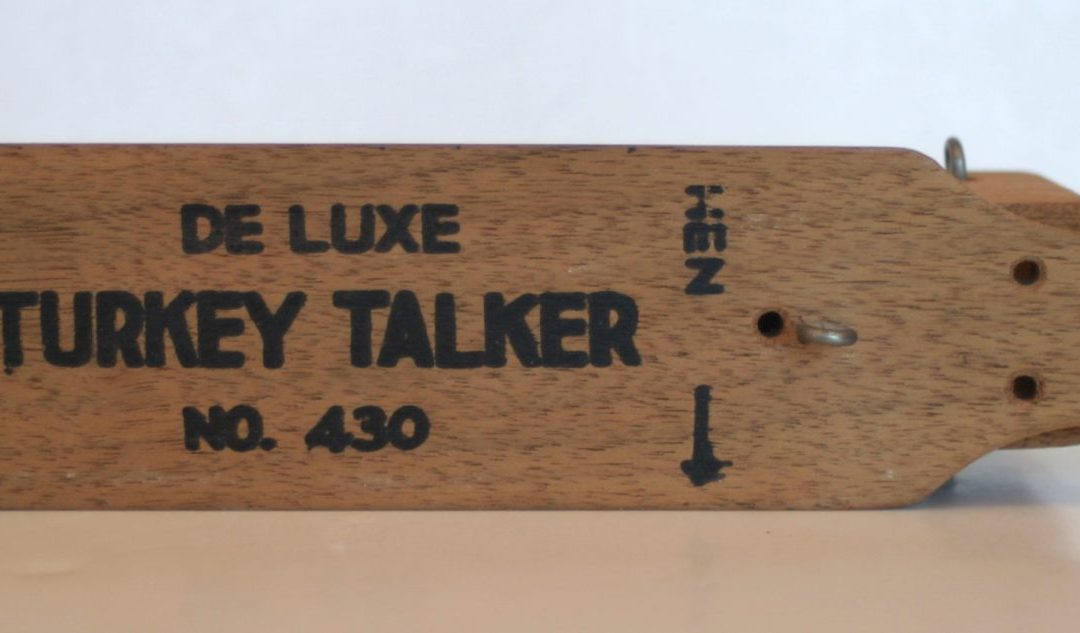 DE LUXE
TURKEY TALKER
NO. 430
HEN